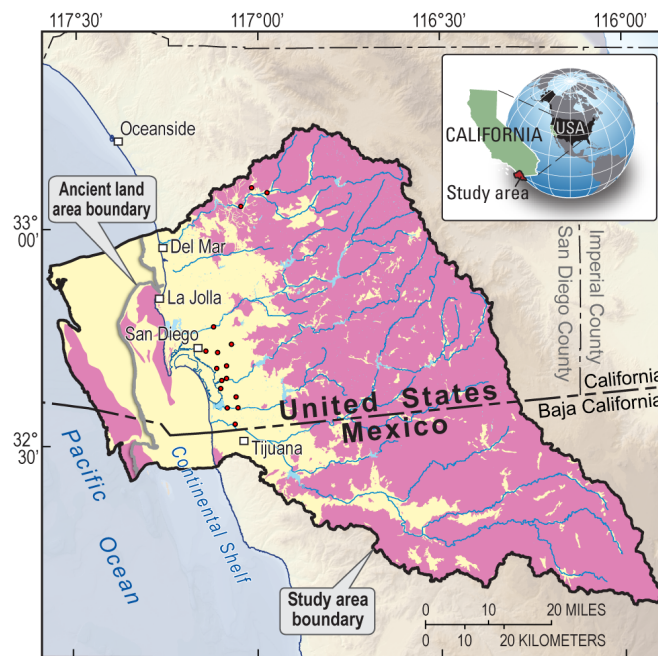 117°30'
117°00'
116°30'
116°00'
Oceanside
CALIFORNIA
USA
Study area
Ancient land
area boundary
33°
00'
Del Mar
La Jolla
San Diego
Imperial County
San Diego County
United States
California
Mexico
Baja California
32°
30'
Tijuana
Pacific
Ocean
Continental Shelf
Study area
boundary
0 10 20 MILES
0 10 20 KILOMETERS